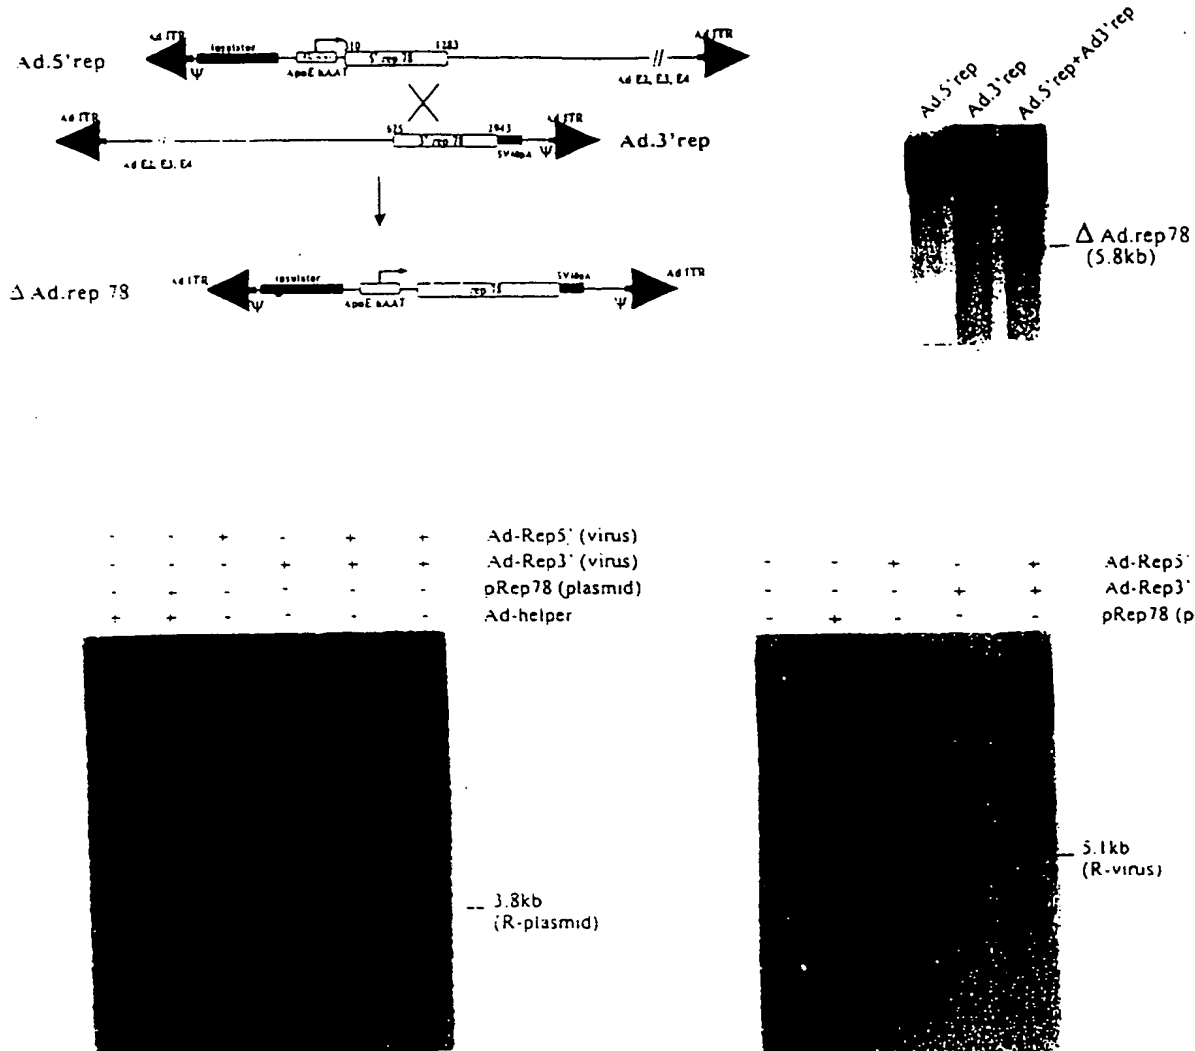 Ad.5'rep
Ad ITR
Insulator
10
1283
Ad ITR
Ψ
ApoE hAAT
5' rep 78
Ad E2, E3, E4
Ad ITR
625
2943
Ad ITR
Ad E2, E3, E4
3' rep 78
SV40pA
Ψ
Ad.3'rep
Δ Ad.rep 78
Ad ITR
Insulator
SV40pA
Ad ITR
Ψ
ApoE hAAT
rep 78
Ψ
Ad.5'rep
Ad.3'rep
Ad.5'rep+Ad3'rep
Δ Ad.rep78
(5.8kb)
- - + - + + Ad-Rep5' (virus)
- - - + + + Ad-Rep3' (virus)
- + - - - - pRep78 (plasmid)
+ + - - - - Ad-helper
3.8kb
(R-plasmid)
- - + - + Ad-Rep5'
- - - + + Ad-Rep3'
- + - - - pRep78 (p
5.1kb
(R-virus)